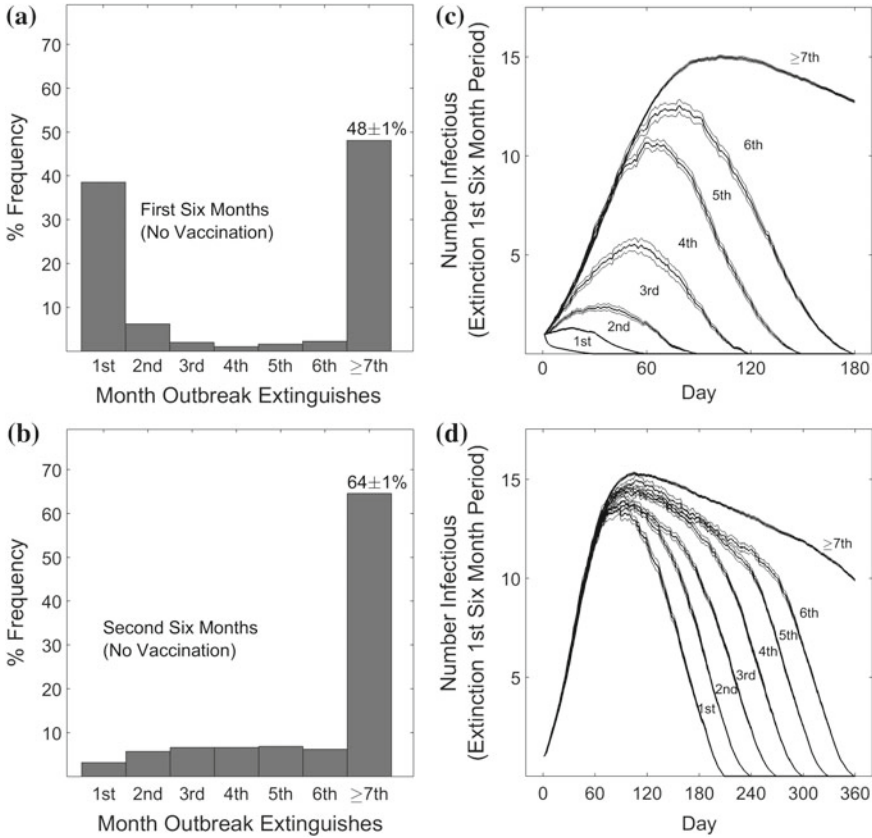 (a)
70
60
50
40
30
20
10
% Frequency
48±1%
First Six Months
(No Vaccination)
1st 2nd 3rd 4th 5th 6th ≥7th
Month Outbreak Extinguishes
(c)
15
10
5
Number Infectious
(Extinction 1st Six Month Period)
≥7th
6th
5th
4th
3rd
2nd
1st
0 60 120 180
Day
(b)
70
60
50
40
30
20
10
% Frequency
64±1%
Second Six Months
(No Vaccination)
1st 2nd 3rd 4th 5th 6th ≥7th
Month Outbreak Extinguishes
(d)
15
10
5
Number Infectious
(Extinction 1st Six Month Period)
≥7th
6th
5th
4th
3rd
2nd
1st
0 60 120 180 240 300 360
Day